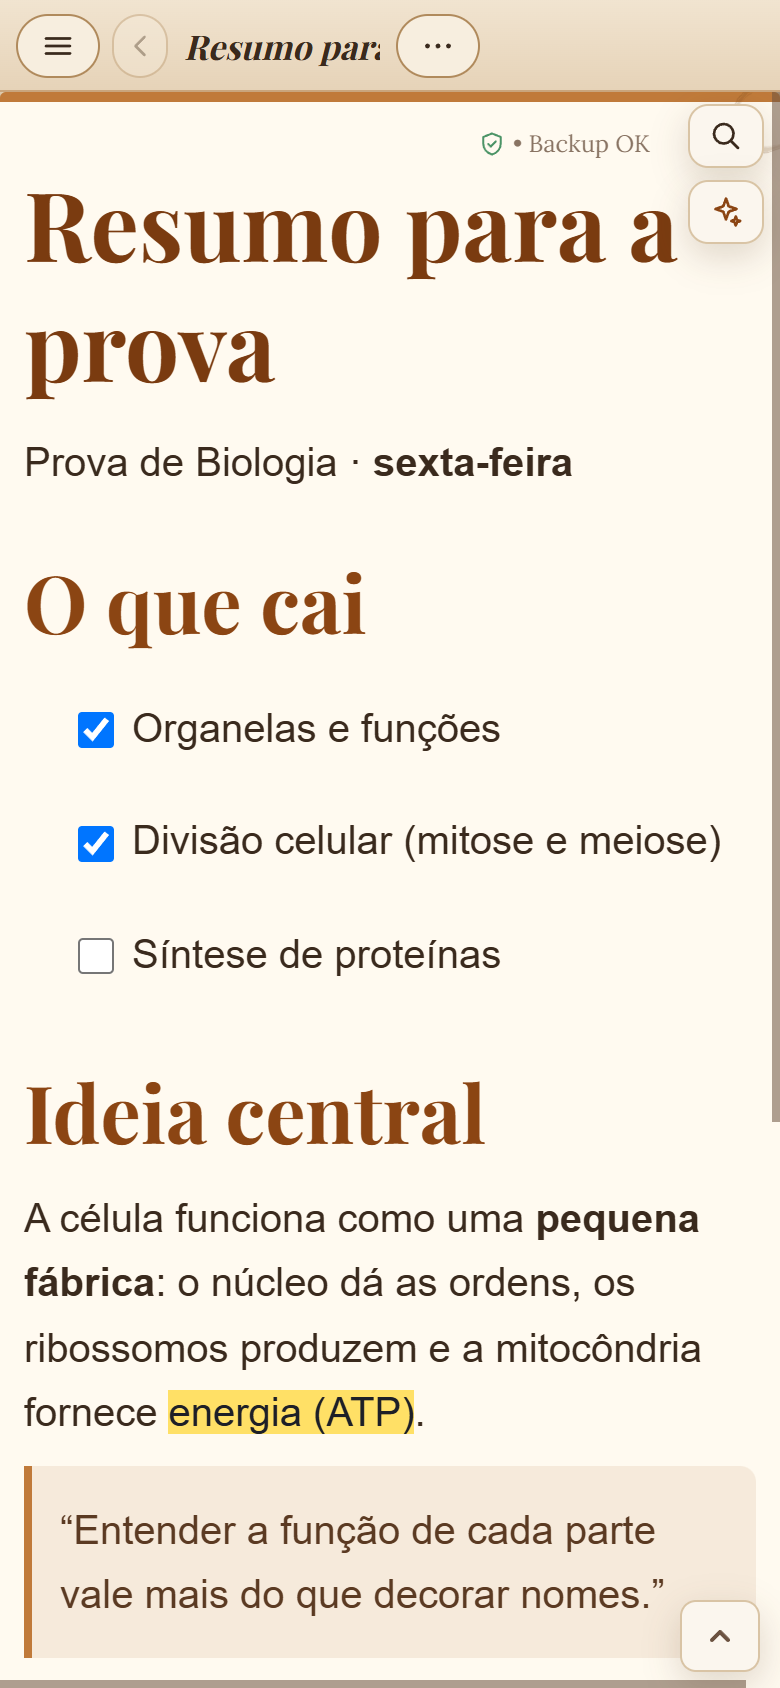 Resumo para
• Backup OK
Resumo para a
prova
Prova de Biologia · sexta-feira
O que cai
Organelas e funções
Divisão celular (mitose e meiose)
Síntese de proteínas
Ideia central
A célula funciona como uma pequena
fábrica: o núcleo dá as ordens, os
ribossomos produzem e a mitocôndria
fornece energia (ATP).
“Entender a função de cada parte
vale mais do que decorar nomes.”